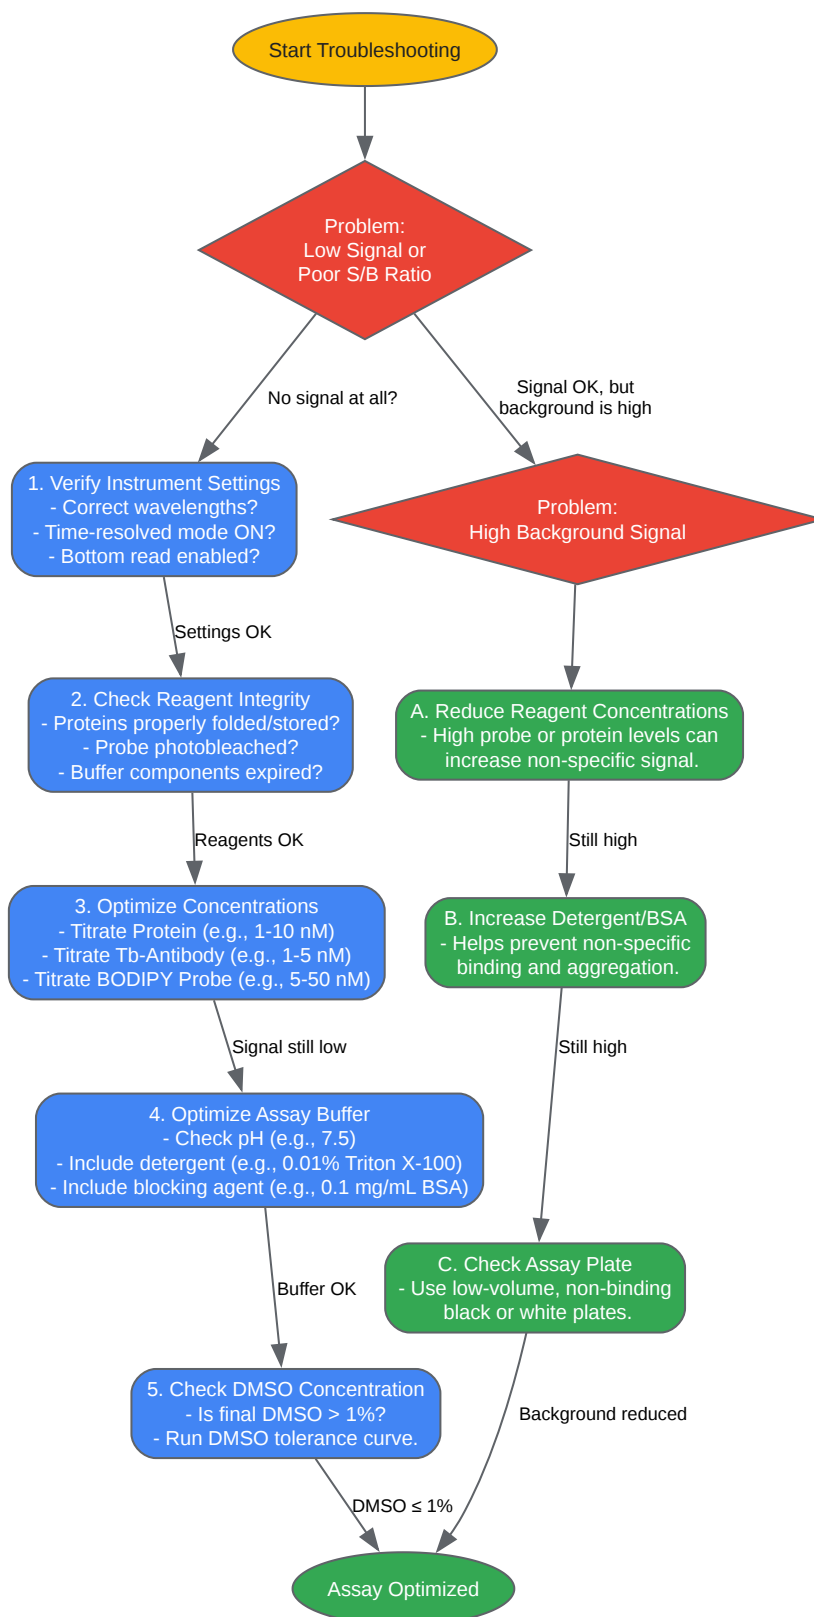 Start Troubleshooting
Problem:
Low Signal or
Poor S/B Ratio
No signal at all?
Signal OK, but
background is high
1. Verify Instrument Settings
- Correct wavelengths?
- Time-resolved mode ON?
- Bottom read enabled?
Problem:
High Background Signal
Settings OK
2. Check Reagent Integrity
- Proteins properly folded/stored?
- Probe photobleached?
- Buffer components expired?
A. Reduce Reagent Concentrations
- High probe or protein levels can
increase non-specific signal.
Reagents OK
Still high
3. Optimize Concentrations
- Titrate Protein (e.g., 1-10 nM)
- Titrate Tb-Antibody (e.g., 1-5 nM)
- Titrate BODIPY Probe (e.g., 5-50 nM)
B. Increase Detergent/BSA
- Helps prevent non-specific
binding and aggregation.
Signal still low
Still high
4. Optimize Assay Buffer
- Check pH (e.g., 7.5)
- Include detergent (e.g., 0.01% Triton X-100)
- Include blocking agent (e.g., 0.1 mg/mL BSA)
Buffer OK
C. Check Assay Plate
- Use low-volume, non-binding
black or white plates.
5. Check DMSO Concentration
- Is final DMSO > 1%?
- Run DMSO tolerance curve.
Background reduced
DMSO ≤ 1%
Assay Optimized